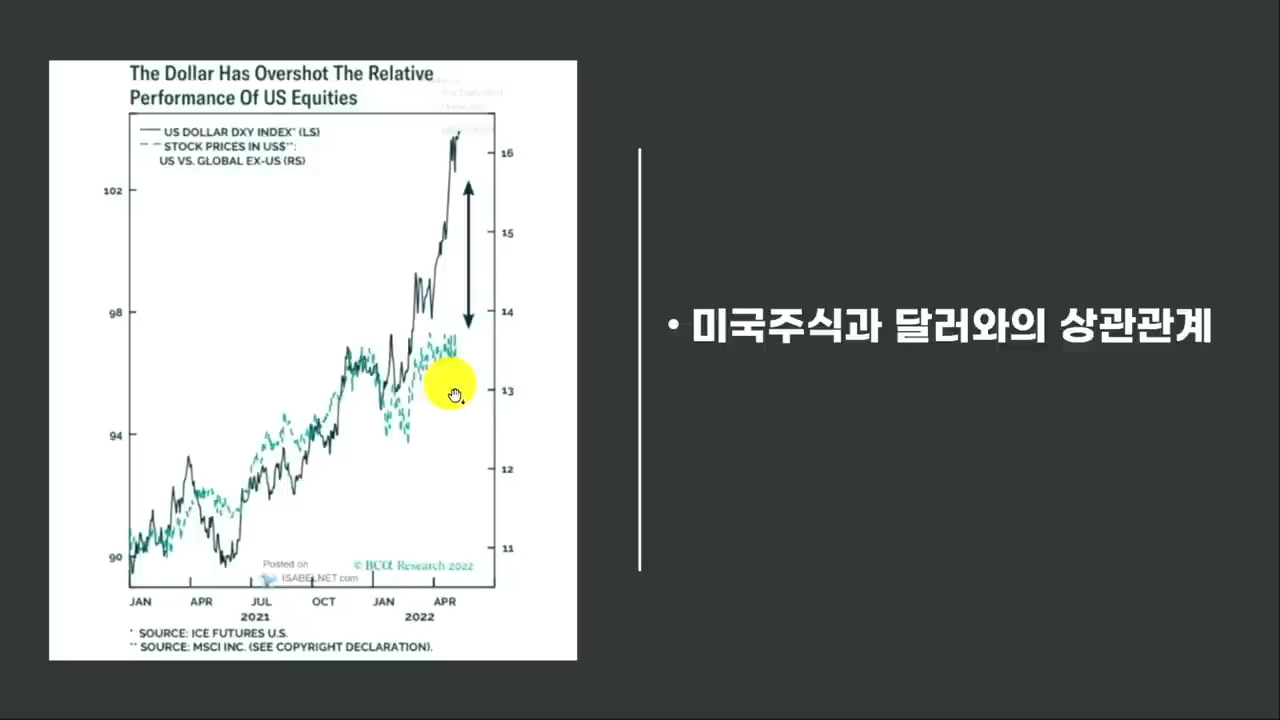 The Dollar Has Overshot The Relative
Performance Of US Equities
US DOLLAR DXY INDEX* (LS)
STOCK PRICES IN US$**:
US VS. GLOBAL EX-US (RS)
102
98
94
90
16
15
14
13
12
11
Posted on
ISABELNET.com
© BCα Research 2022
JAN APR JUL OCT JAN APR
2021 2022
* SOURCE: ICE FUTURES U.S.
** SOURCE: MSCI INC. (SEE COPYRIGHT DECLARATION).
• 미국주식과 달러와의 상관관계